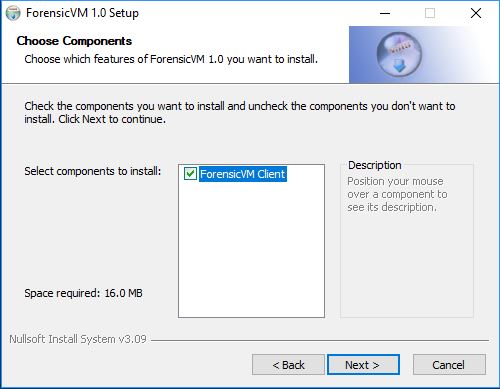 ForensicVM 1.0 Setup
Choose Components
Choose which features of ForensicVM 1.0 you want to install.
Check the components you want to install and uncheck the components you don't want to
install. Click Next to continue.
Select components to install:
ForensicVM Client
Description
Position your mouse
over a component to
see its description.
Space required: 16.0 MB
Nullsoft Install System v3.09
< Back
Next >
Cancel